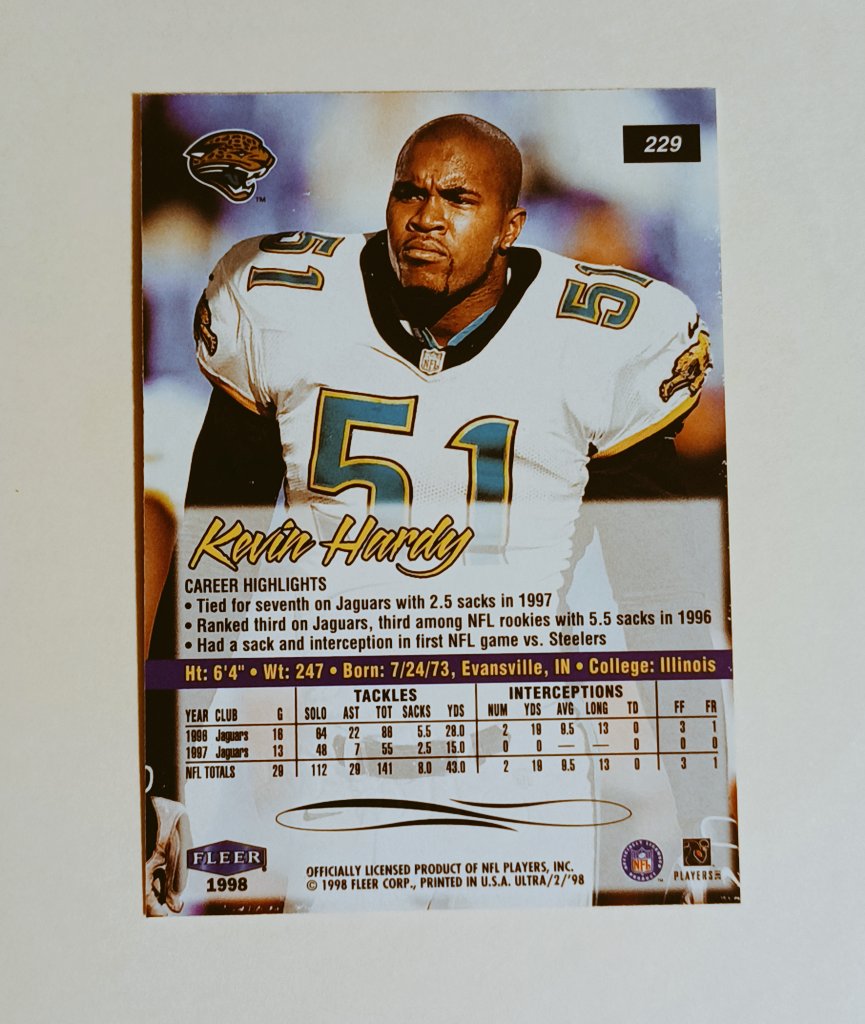 229
TM
51
51
NFL
51
Kevin Hardy
CAREER HIGHLIGHTS
• Tied for seventh on Jaguars with 2.5 sacks in 1997
• Ranked third on Jaguars, third among NFL rookies with 5.5 sacks in 1996
• Had a sack and interception in first NFL game vs. Steelers
Ht: 6'4" • Wt: 247 • Born: 7/24/73, Evansville, IN • College: Illinois
TACKLES INTERCEPTIONS
YEAR CLUB G SOLO AST TOT SACKS YDS NUM YDS AVG LONG TD FF FR
1996 Jaguars 16 64 22 86 5.5 28.0 2 19 9.5 13 0 3 1
1997 Jaguars 13 48 7 55 2.5 15.0 0 0 — — 0 0 0
NFL TOTALS 29 112 29 141 8.0 43.0 2 19 9.5 13 0 3 1
FLEER
1998
OFFICIALLY LICENSED PRODUCT OF NFL PLAYERS, INC.
© 1998 FLEER CORP., PRINTED IN U.S.A. ULTRA/2/'98
NFL
PLAYERS